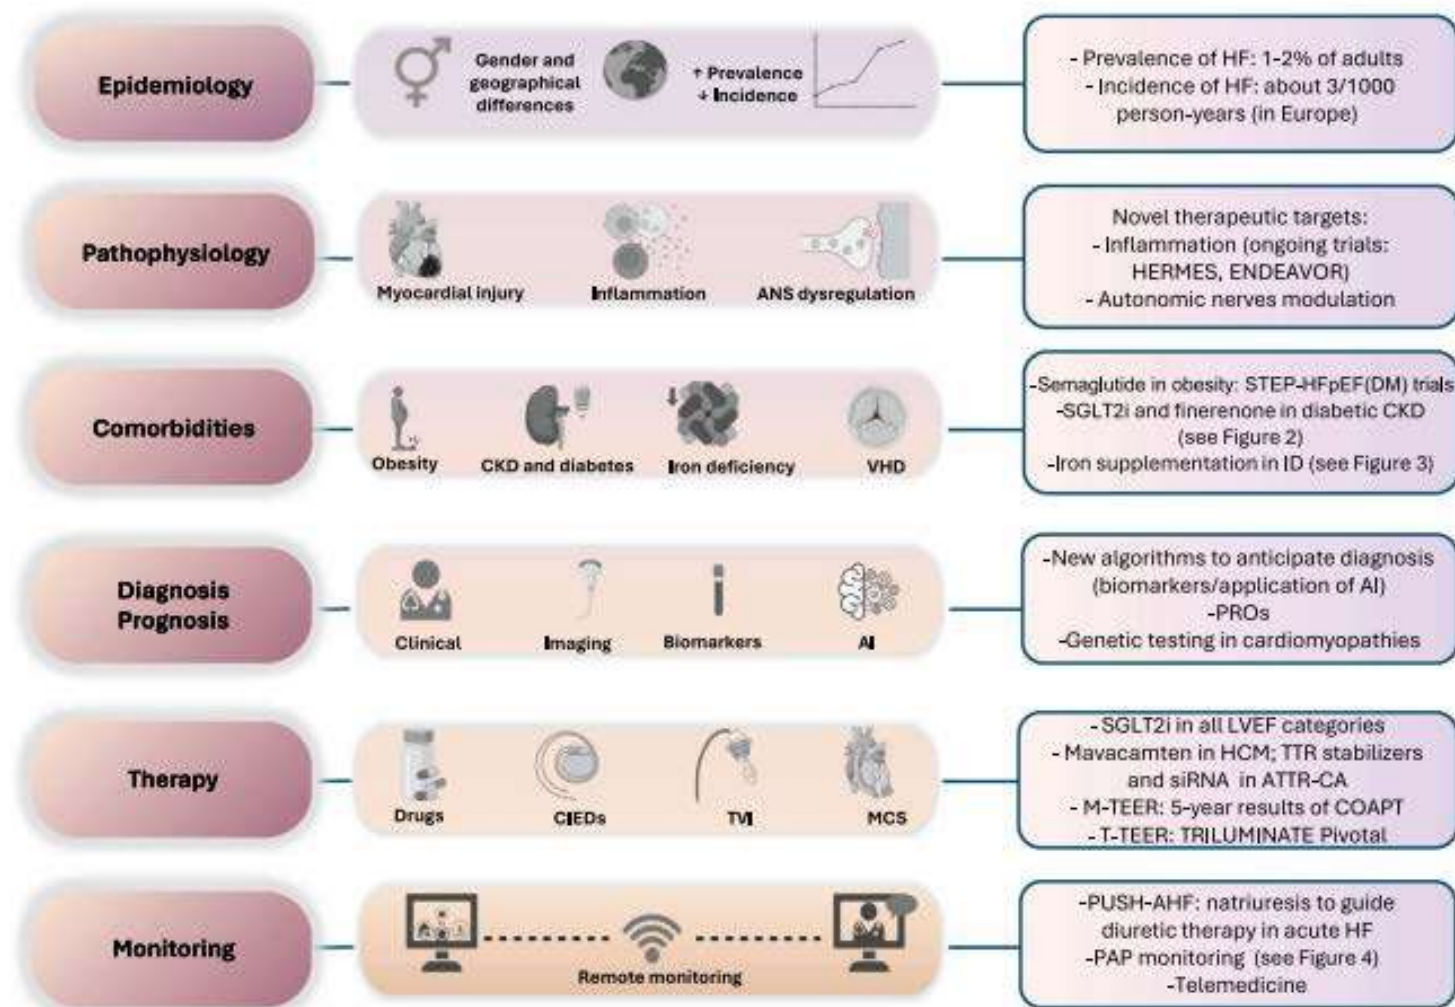 Epidemiology
Gender and
geographical
differences
↑ Prevalence
↓ Incidence
- Prevalence of HF: 1-2% of adults
- Incidence of HF: about 3/1000
person-years (in Europe)
Pathophysiology
Myocardial injury
Inflammation
ANS dysregulation
Novel therapeutic targets:
- Inflammation (ongoing trials:
HERMES, ENDEAVOR)
- Autonomic nerves modulation
Comorbidities
Obesity
CKD and diabetes
Iron deficiency
VHD
-Semaglutide in obesity: STEP-HFpEF(DM) trials
-SGLT2i and finerenone in diabetic CKD
(see Figure 2)
-Iron supplementation in ID (see Figure 3)
Diagnosis
Prognosis
Clinical
Imaging
Biomarkers
AI
-New algorithms to anticipate diagnosis
(biomarkers/application of AI)
-PROs
-Genetic testing in cardiomyopathies
Therapy
Drugs
CIEDs
TVI
MCS
- SGLT2i in all LVEF categories
- Mavacamten in HCM; TTR stabilizers
and siRNA in ATTR-CA
- M-TEER: 5-year results of COAPT
- T-TEER: TRILUMINATE Pivotal
Monitoring
Remote monitoring
-PUSH-AHF: natriuresis to guide
diuretic therapy in acute HF
-PAP monitoring (see Figure 4)
-Telemedicine